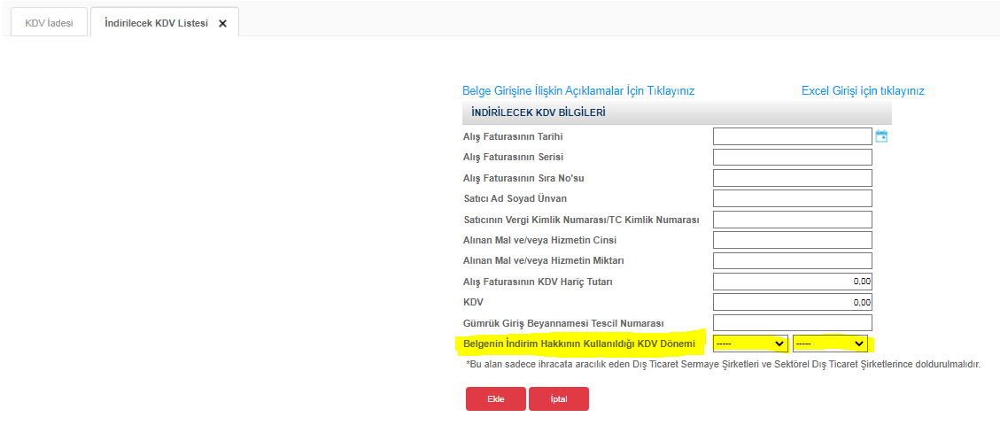 KDV İadesi
İndirilecek KDV Listesi
Belge Girişine İlişkin Açıklamalar İçin Tıklayınız
Excel Girişi için tıklayınız
İNDİRİLECEK KDV BİLGİLERİ
Alış Faturasının Tarihi
Alış Faturasının Serisi
Alış Faturasının Sıra No'su
Satıcı Ad Soyad Ünvan
Satıcının Vergi Kimlik Numarası/TC Kimlik Numarası
Alınan Mal ve/veya Hizmetin Cinsi
Alınan Mal ve/veya Hizmetin Miktarı
Alış Faturasının KDV Hariç Tutarı 0,00
KDV 0,00
Gümrük Giriş Beyannamesi Tescil Numarası
Belgenin İndirim Hakkının Kullanıldığı KDV Dönemi ----- -----
*Bu alan sadece ihracata aracılık eden Dış Ticaret Sermaye Şirketleri ve Sektörel Dış Ticaret Şirketlerince doldurulmalıdır.
Ekle İptal